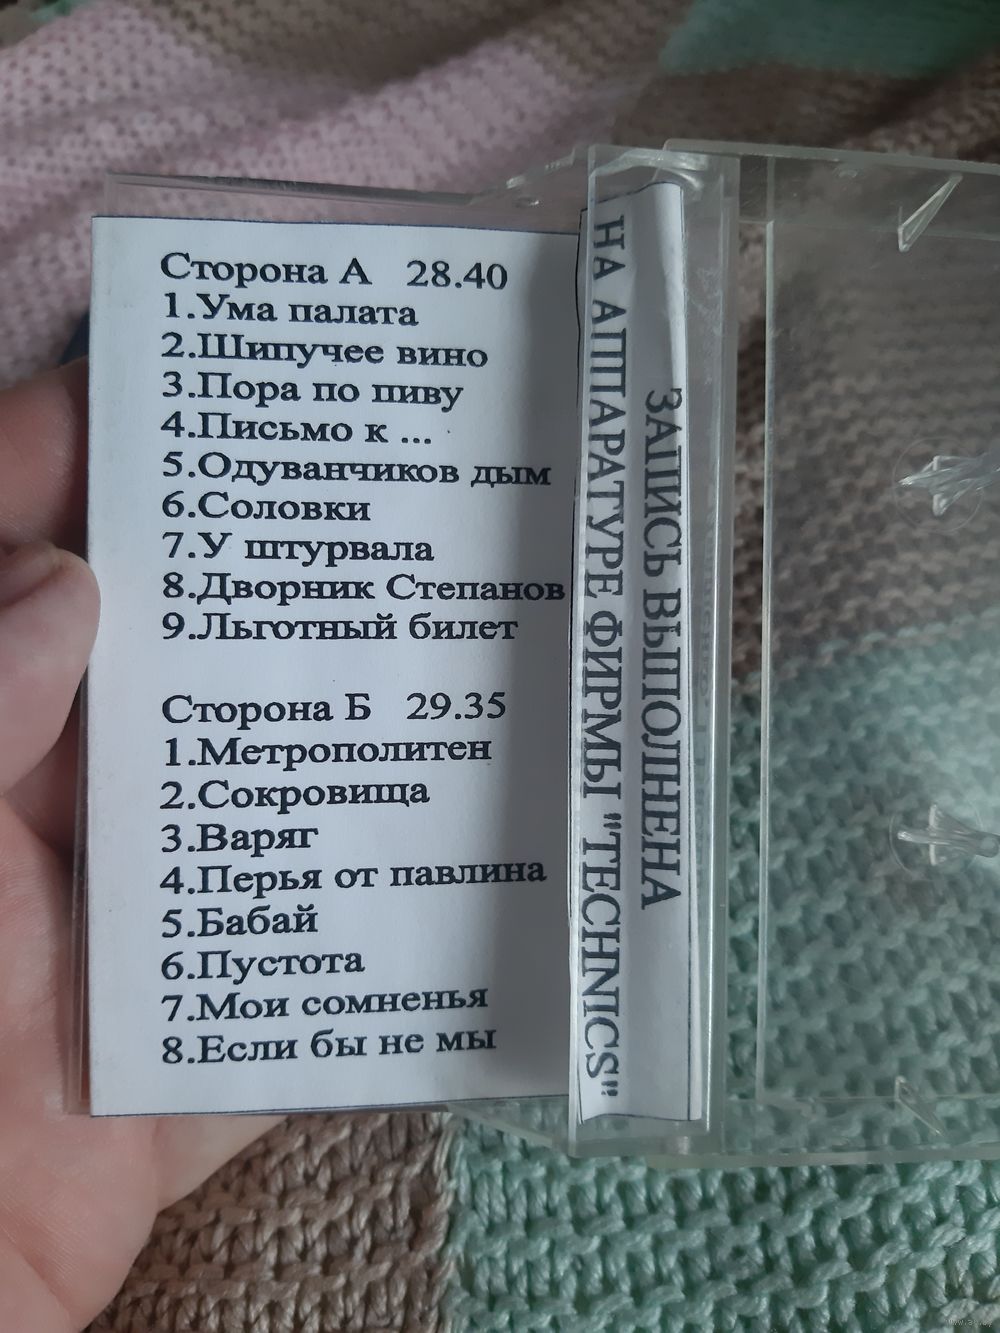 Сторона А 28.40
1.Ума палата
2.Шипучее вино
3.Пора по пиву
4.Письмо к ...
5.Одуванчиков дым
6.Соловки
7.У штурвала
8.Дворник Степанов
9.Льготный билет
Сторона Б 29.35
1.Метрополитен
2.Сокровища
3.Варяг
4.Перья от павлина
5.Бабай
6.Пустота
7.Мои сомненья
8.Если бы не мы
ЗАПИСЬ ВЫПОЛНЕНА
НА АППАРАТУРЕ ФИРМЫ "TECHNICS"